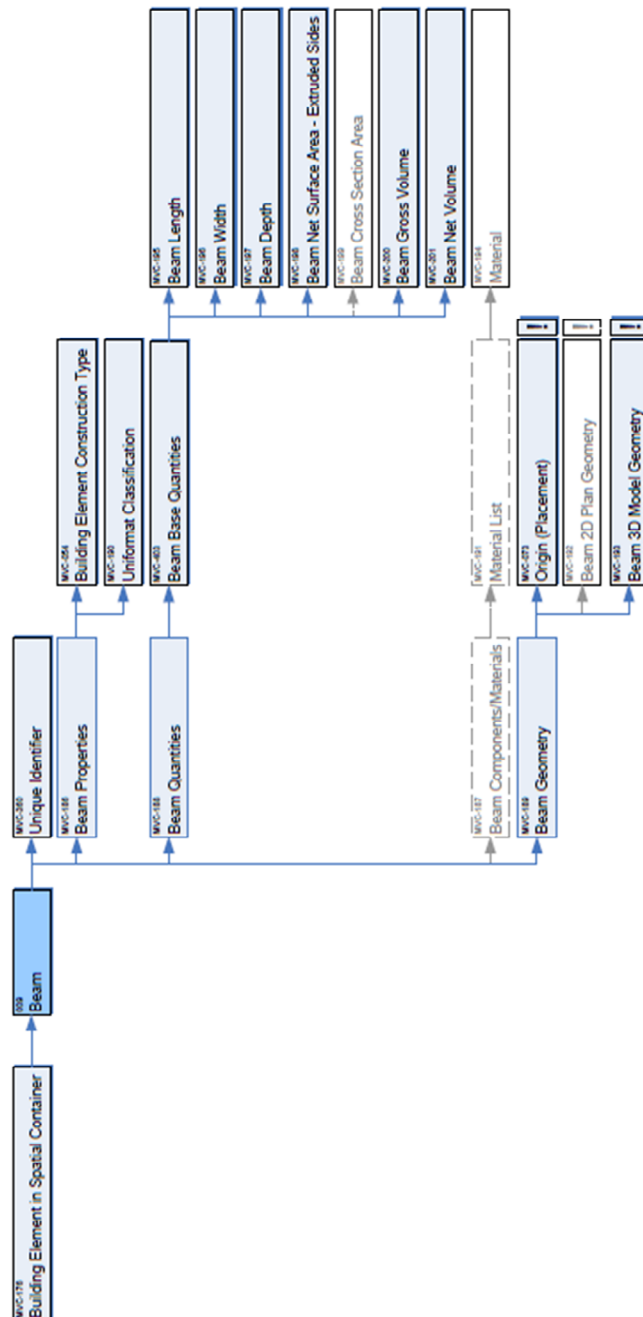 MVC-176
Building Element in Spatial Container
009
Beam
MVC-360
Unique Identifier
MVC-186
Beam Properties
MVC-054
Building Element Construction Type
MVC-190
Uniformat Classification
MVC-188
Beam Quantities
MVC-403
Beam Base Quantities
MVC-195
Beam Length
MVC-196
Beam Width
MVC-197
Beam Depth
MVC-198
Beam Net Surface Area - Extruded Sides
MVC-199
Beam Cross Section Area
MVC-200
Beam Gross Volume
MVC-201
Beam Net Volume
MVC-187
Beam Components/Materials
MVC-191
Material List
MVC-194
Material
MVC-189
Beam Geometry
MVC-073
Origin (Placement)
!
MVC-192
Beam 2D Plan Geometry
!
MVC-193
Beam 3D Model Geometry
!